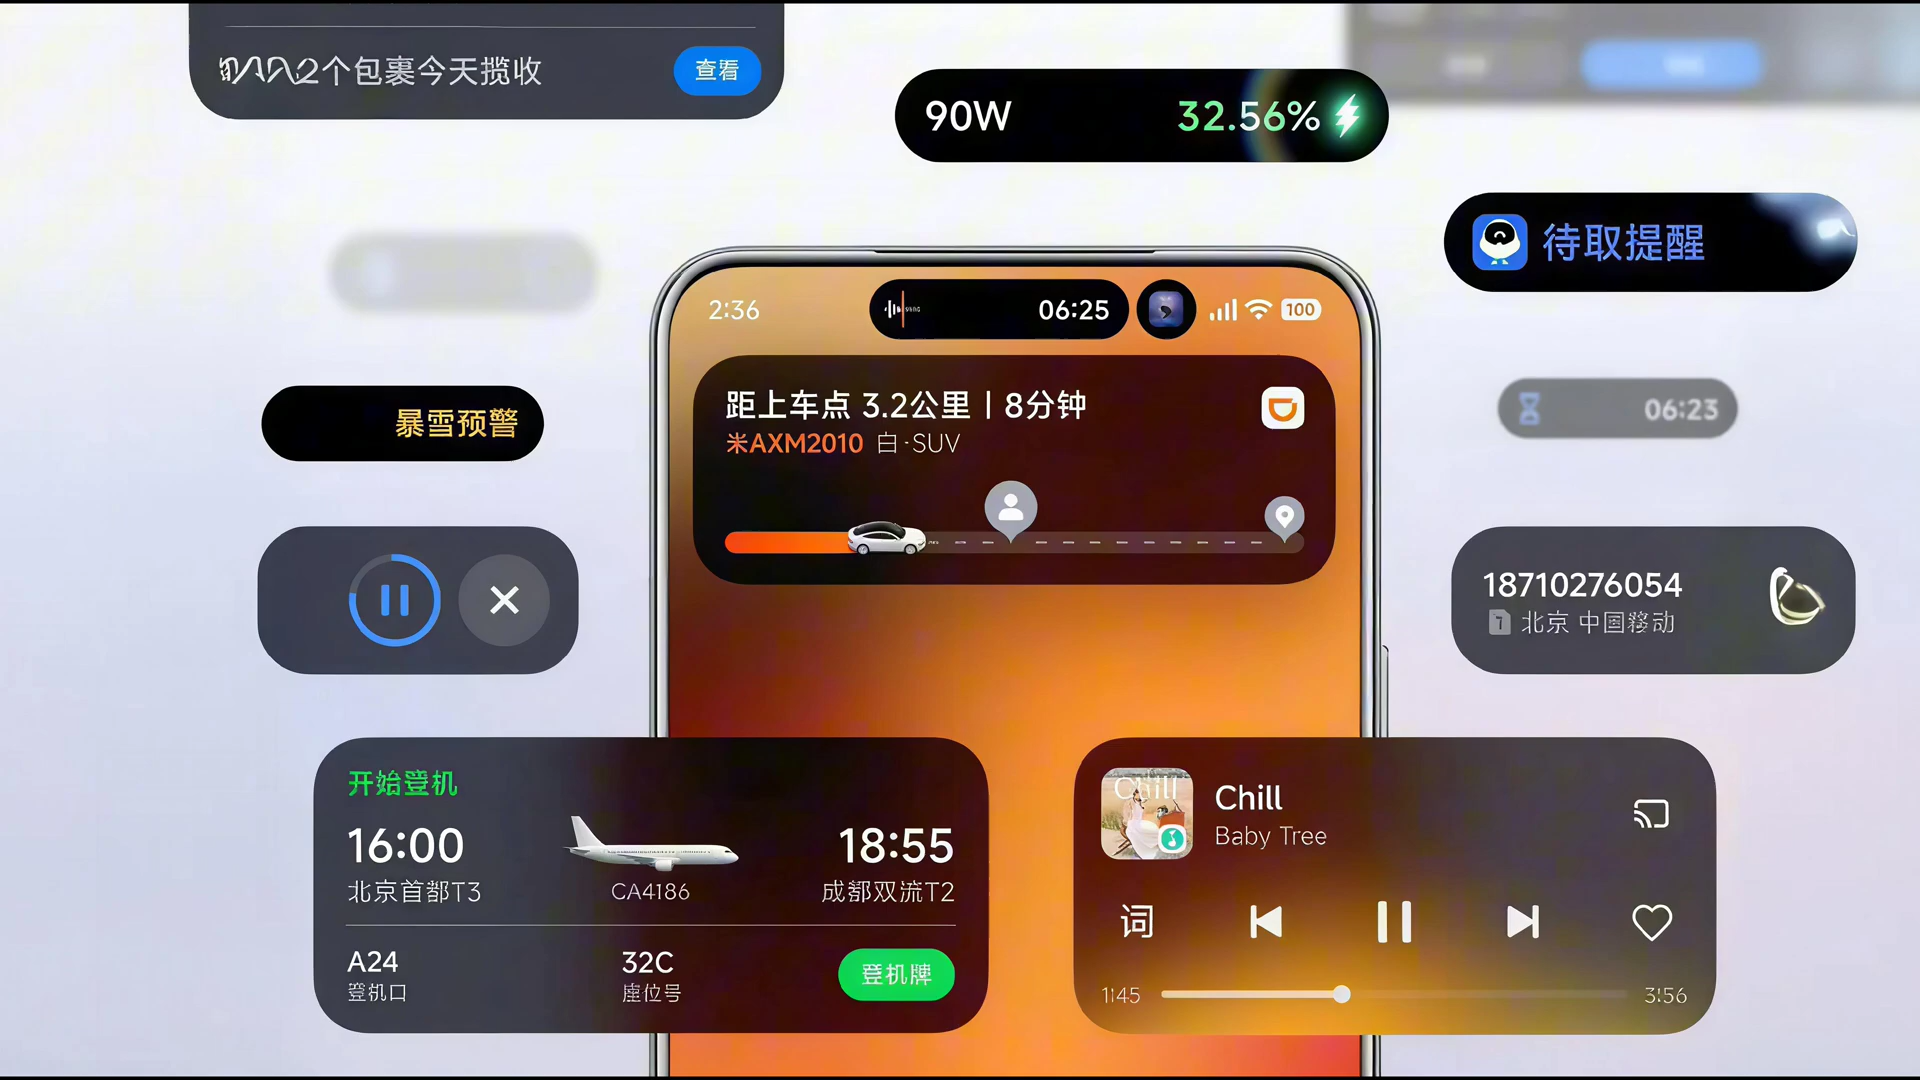 2个包裹今天揽收
查看
90W
32.56%
待取提醒
2:36
06:25
100
距上车点 3.2公里 | 8分钟
米AXM2010 白·SUV
暴雪预警
06:23
18710276054
1 北京 中国移动
开始登机
16:00
18:55
北京首都T3
CA4186
成都双流T2
A24
32C
登机口
座位号
登机牌
Chill
Chill
Baby Tree
词
1:45
3:56